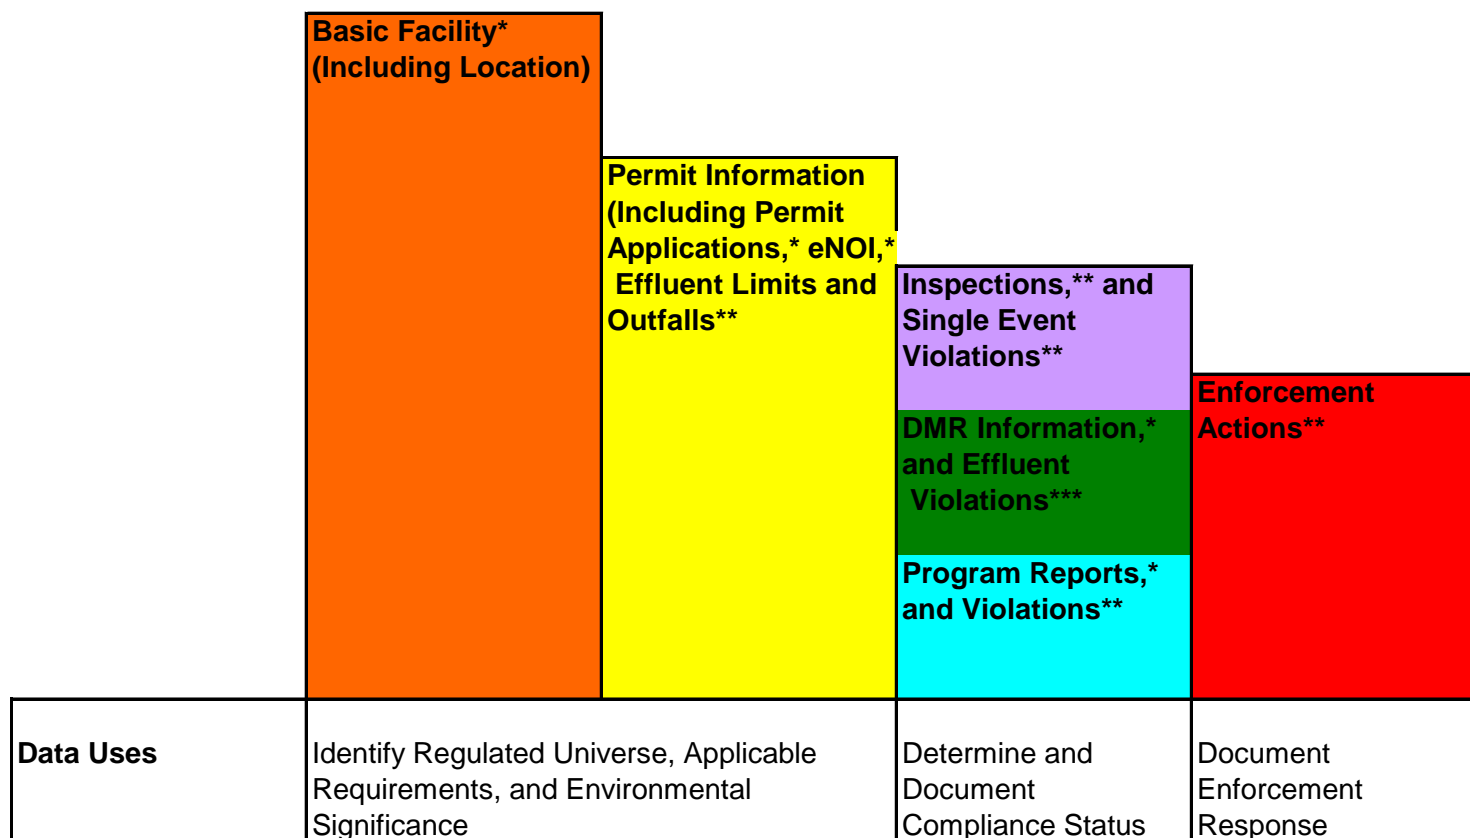 Basic Facility*
(Including Location)
Permit Information
(Including Permit
Applications,* eNOI,*
Effluent Limits and
Outfalls**
Inspections,** and
Single Event
Violations**
DMR Information,*
and Effluent
Violations***
Program Reports,*
and Violations**
Enforcement
Actions**
Data Uses
Identify Regulated Universe, Applicable
Requirements, and Environmental
Significance
Determine and
Document
Compliance Status
Document
Enforcement
Response